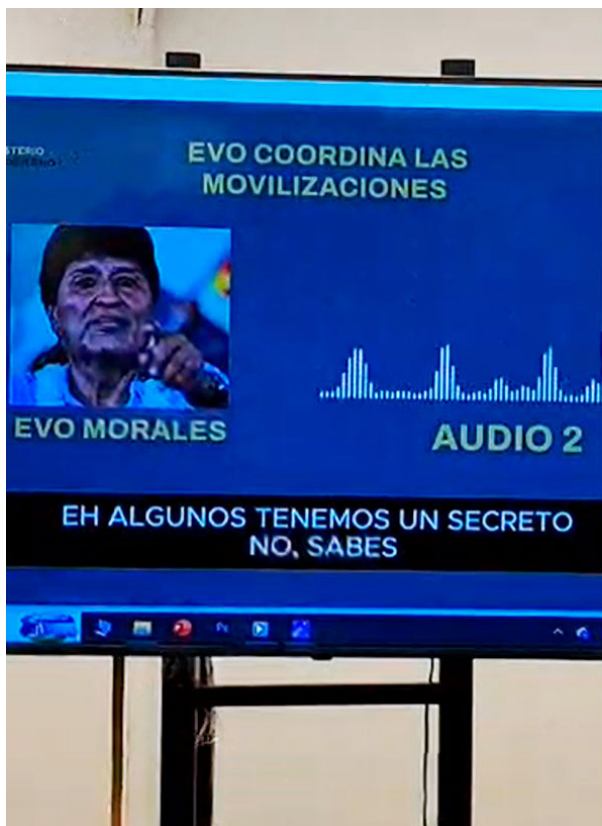 EVO COORDINA LAS
MOVILIZACIONES
EVO MORALES
AUDIO 2
EH ALGUNOS TENEMOS UN SECRETO
NO, SABES